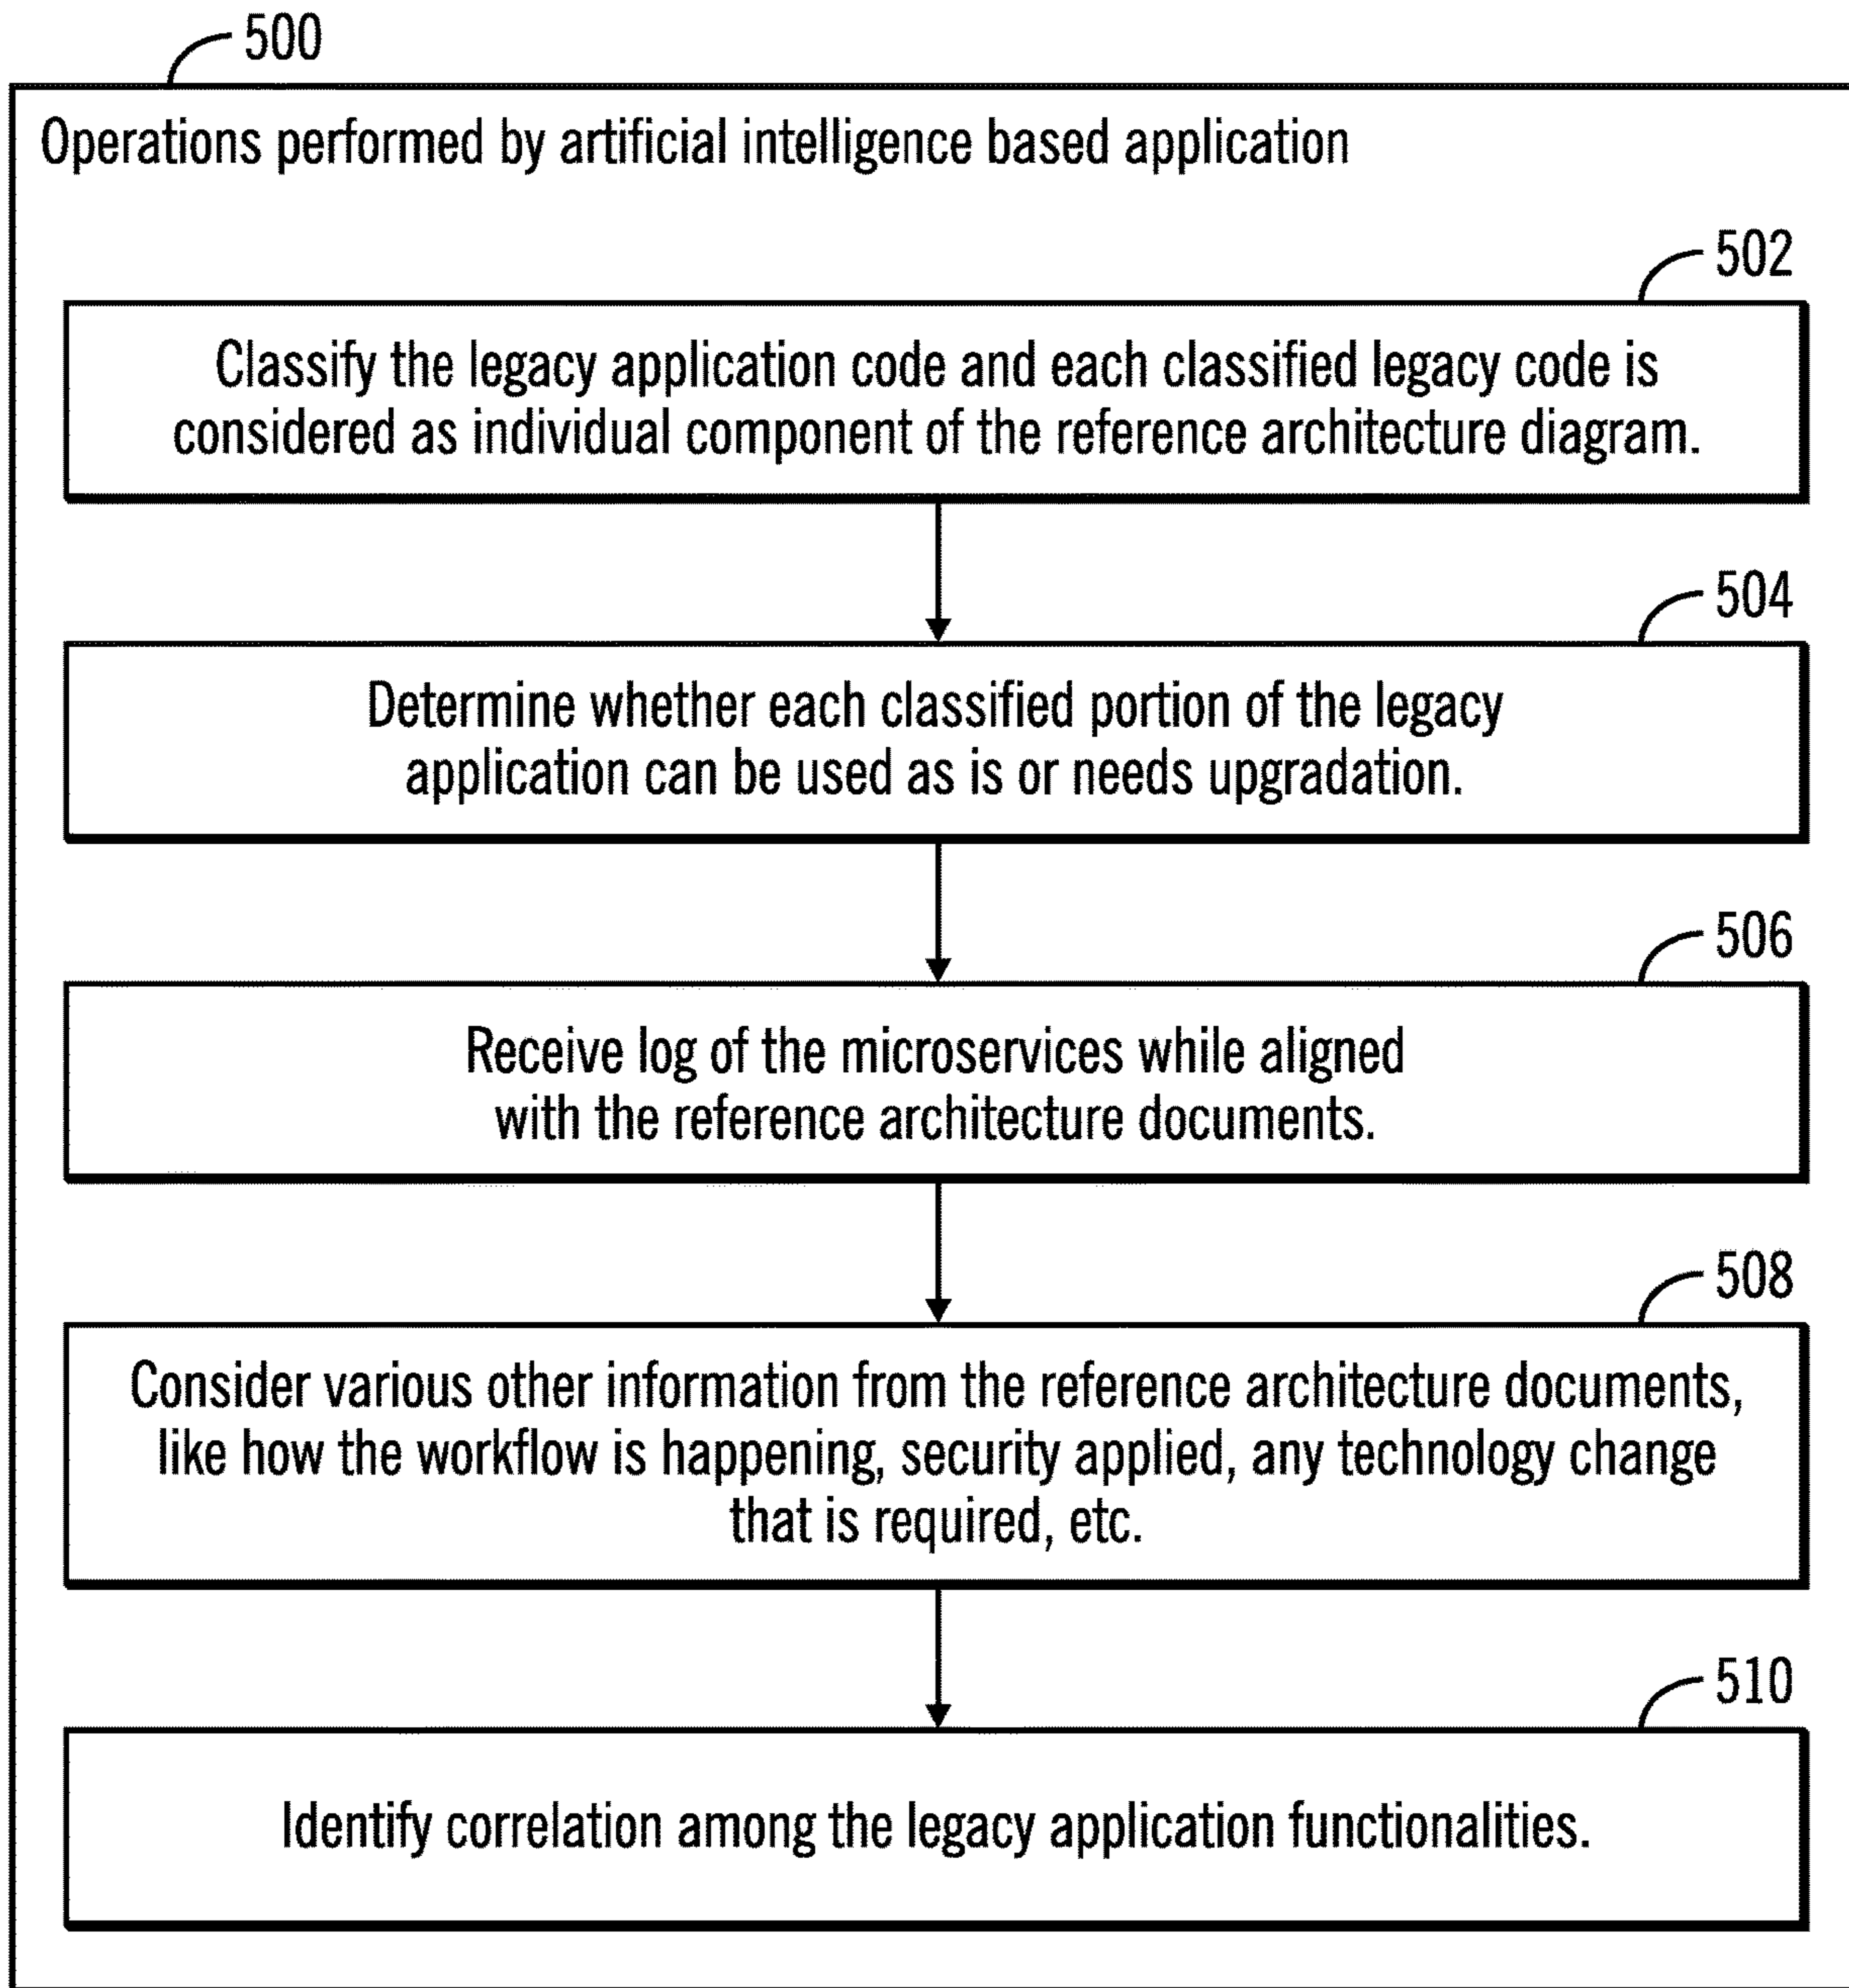 500
Operations performed by artificial intelligence based application
502
Classify the legacy application code and each classified legacy code is
considered as individual component of the reference architecture diagram.
504
Determine whether each classified portion of the legacy
application can be used as is or needs upgradation.
506
Receive log of the microservices while aligned
with the reference architecture documents.
508
Consider various other information from the reference architecture documents,
like how the workflow is happening, security applied, any technology change
that is required, etc.
510
Identify correlation among the legacy application functionalities.